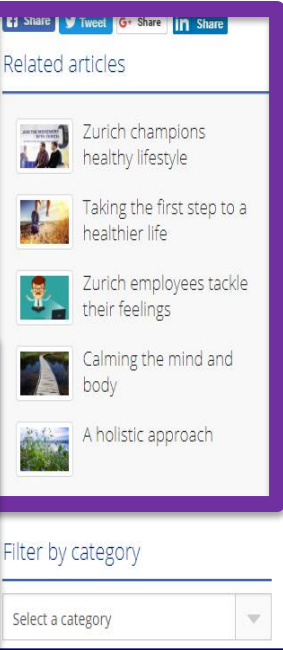 Share Tweet G+ Share in Share
Related articles
Zurich champions
healthy lifestyle
Taking the first step to a
healthier life
Zurich employees tackle
their feelings
Calming the mind and
body
A holistic approach
Filter by category
Select a category